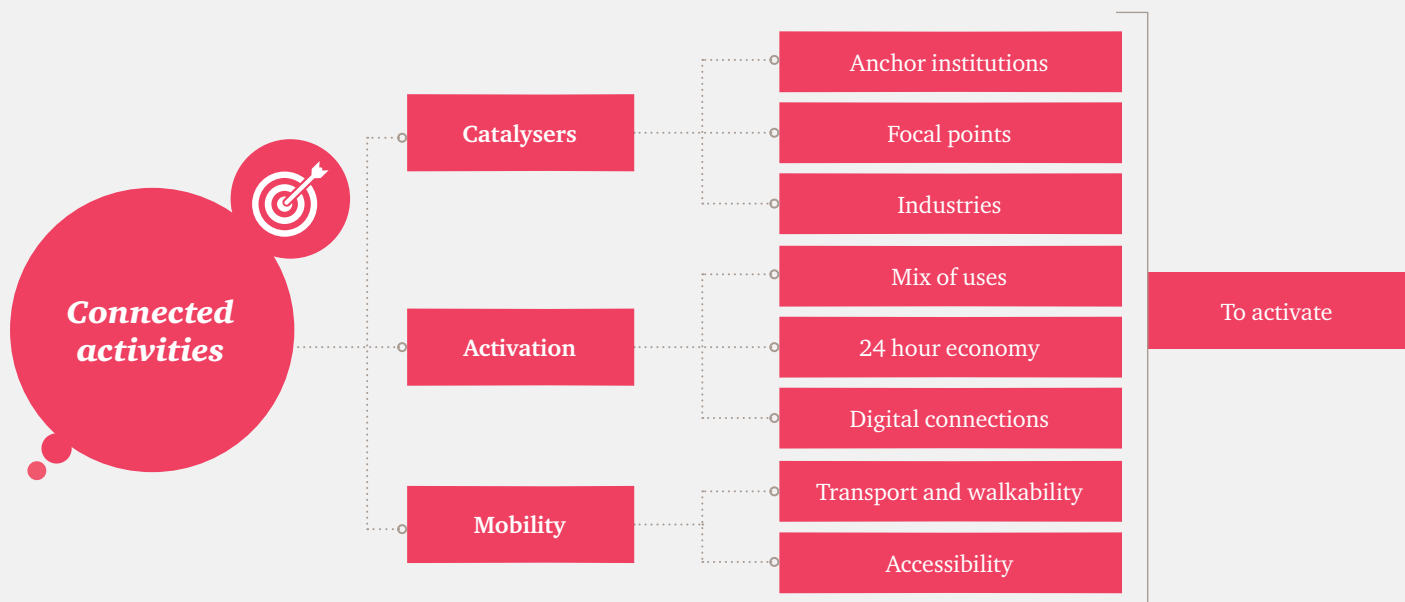 Connected
activities
Catalysers
Anchor institutions
Focal points
Industries
Activation
Mix of uses
24 hour economy
Digital connections
Mobility
Transport and walkability
Accessibility
To activate